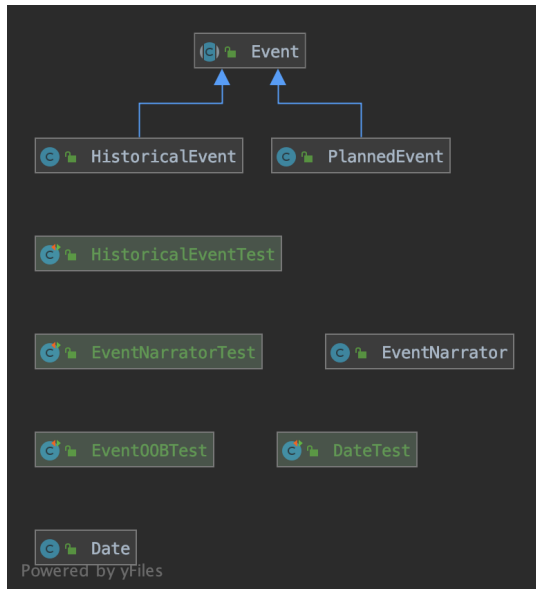 Event
HistoricalEvent
PlannedEvent
HistoricalEventTest
EventNarratorTest
EventNarrator
EventOOBTest
DateTest
Date
Powered by yFiles